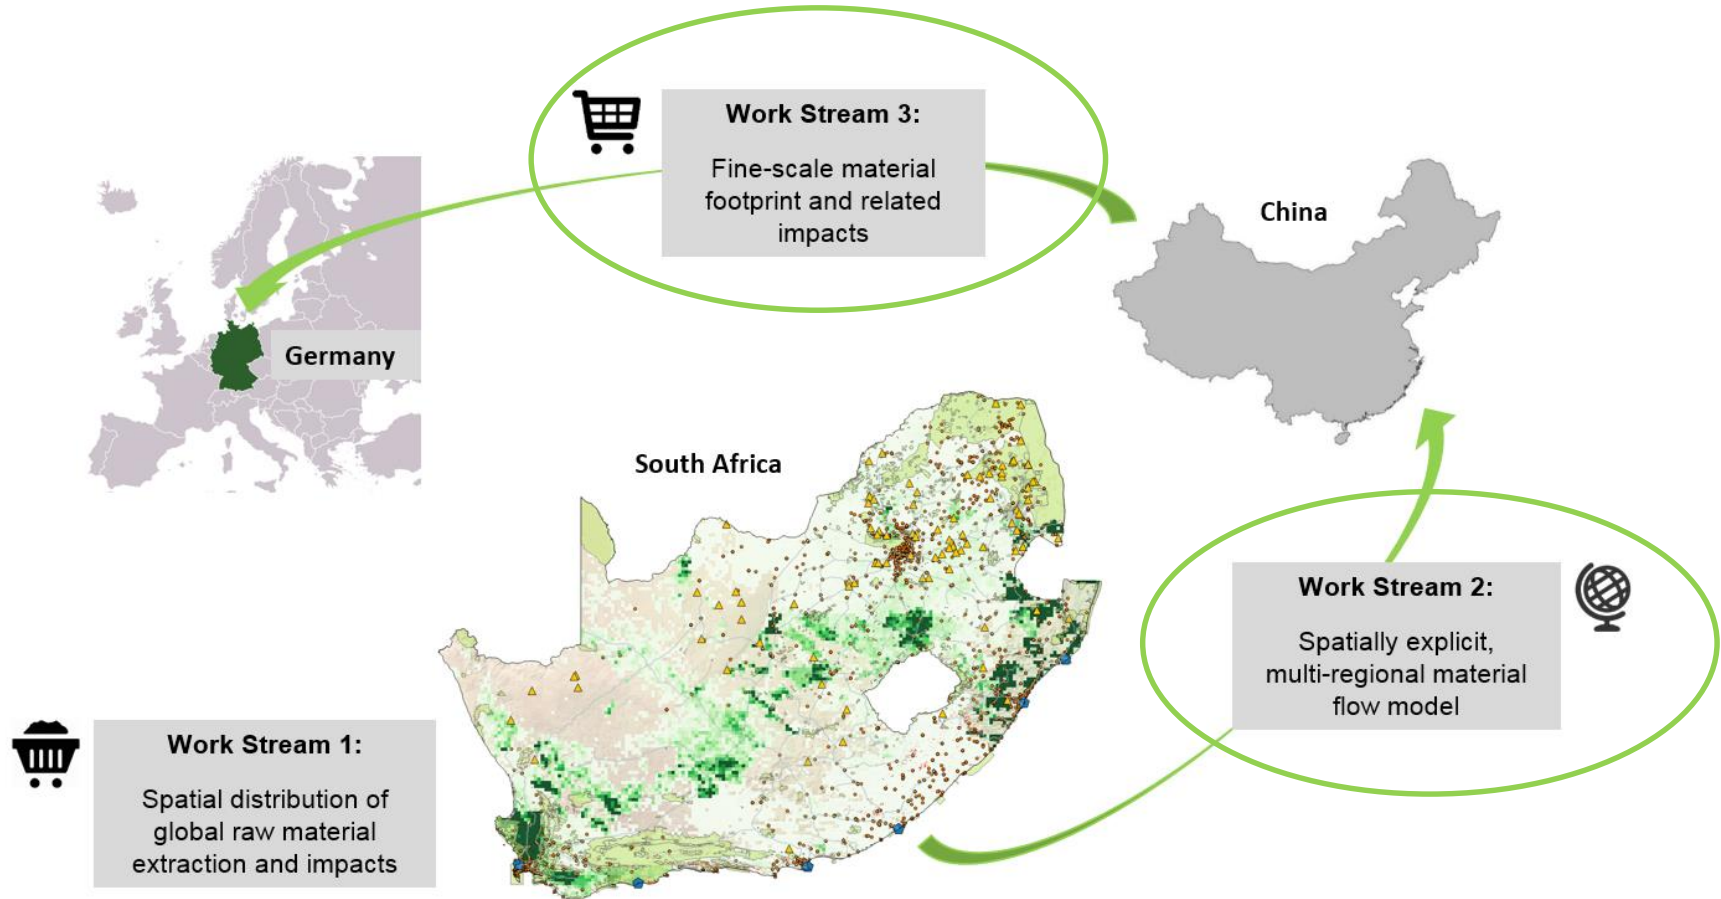 Work Stream 3:
Fine-scale material
footprint and related
impacts
China
Germany
South Africa
Work Stream 2:
Spatially explicit,
multi-regional material
flow model
Work Stream 1:
Spatial distribution of
global raw material
extraction and impacts